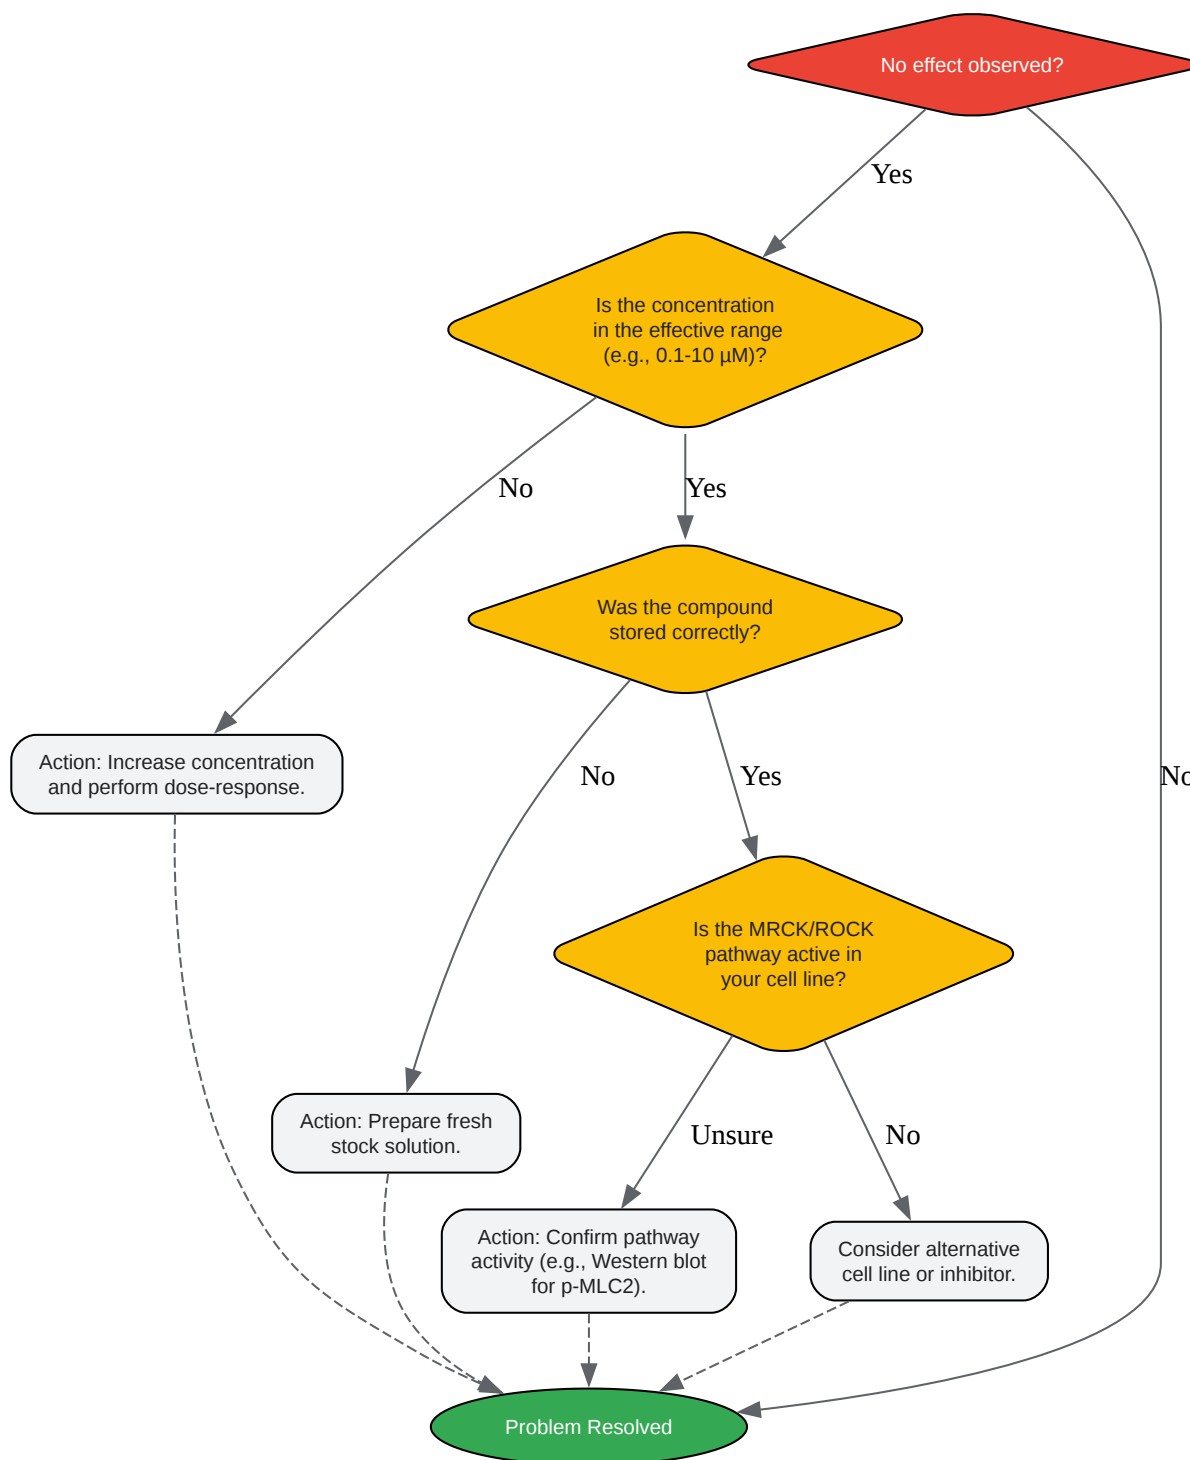 No effect observed?
Yes
Is the concentration
in the effective range
(e.g., 0.1-10 µM)?
No
Yes
Was the compound
stored correctly?
Action: Increase concentration
and perform dose-response.
No
Yes
No
Is the MRCK/ROCK
pathway active in
your cell line?
Action: Prepare fresh
stock solution.
Unsure
No
Action: Confirm pathway
activity (e.g., Western blot
for p-MLC2).
Consider alternative
cell line or inhibitor.
Problem Resolved